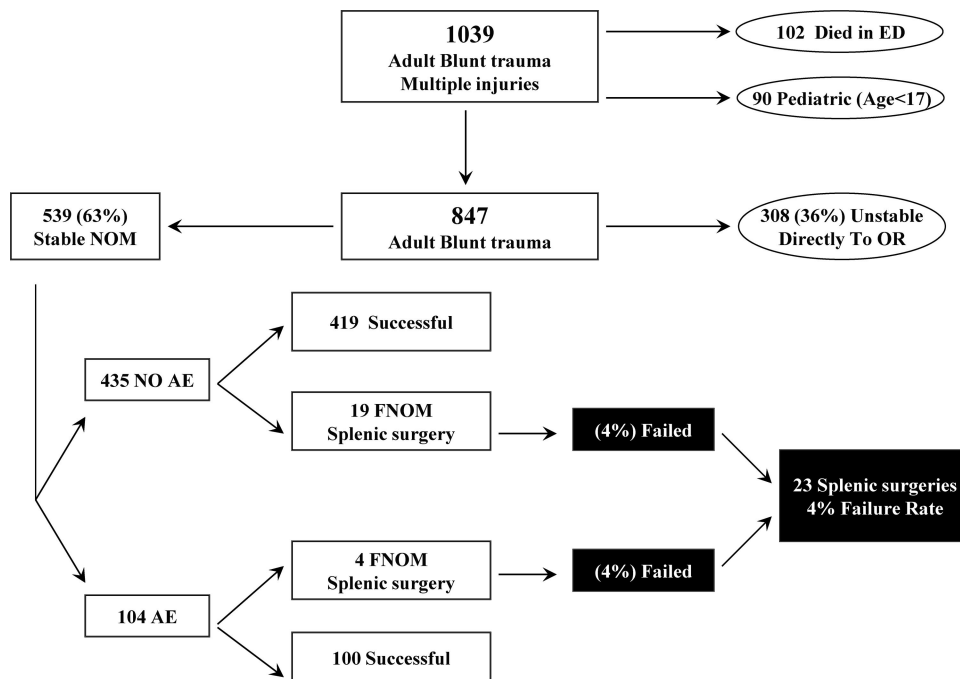 1039
Adult Blunt trauma
Multiple injuries
102 Died in ED
90 Pediatric (Age<17)
539 (63%)
Stable NOM
847
Adult Blunt trauma
308 (36%) Unstable
Directly To OR
419 Successful
435 NO AE
19 FNOM
Splenic surgery
(4%) Failed
23 Splenic surgeries
4% Failure Rate
4 FNOM
Splenic surgery
(4%) Failed
104 AE
100 Successful